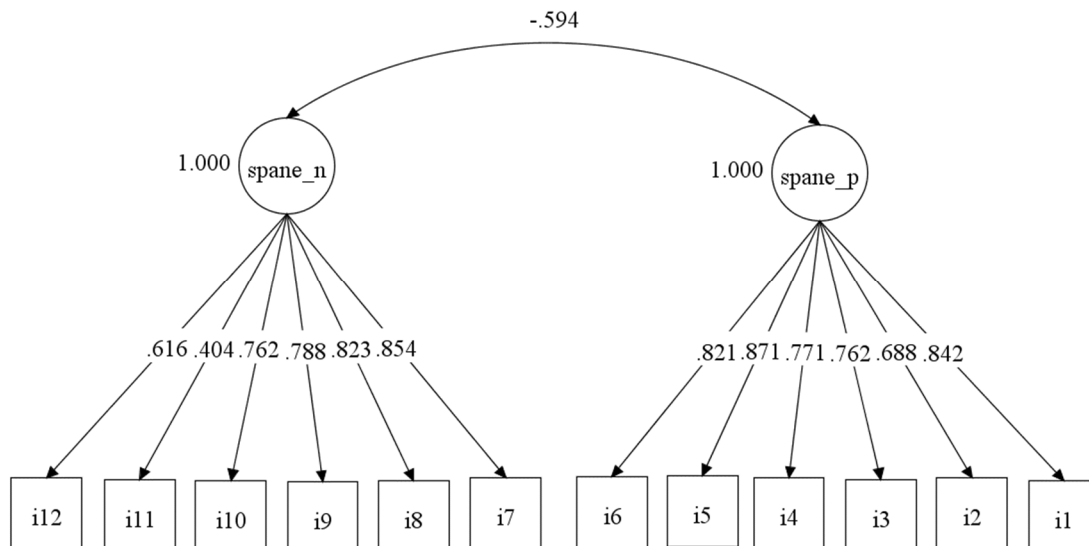 -.594
1.000 spane_n
1.000 spane_p
.616 .404 .762 .788 .823 .854
.821 .871 .771 .762 .688 .842
i12 i11 i10 i9 i8 i7 i6 i5 i4 i3 i2 i1